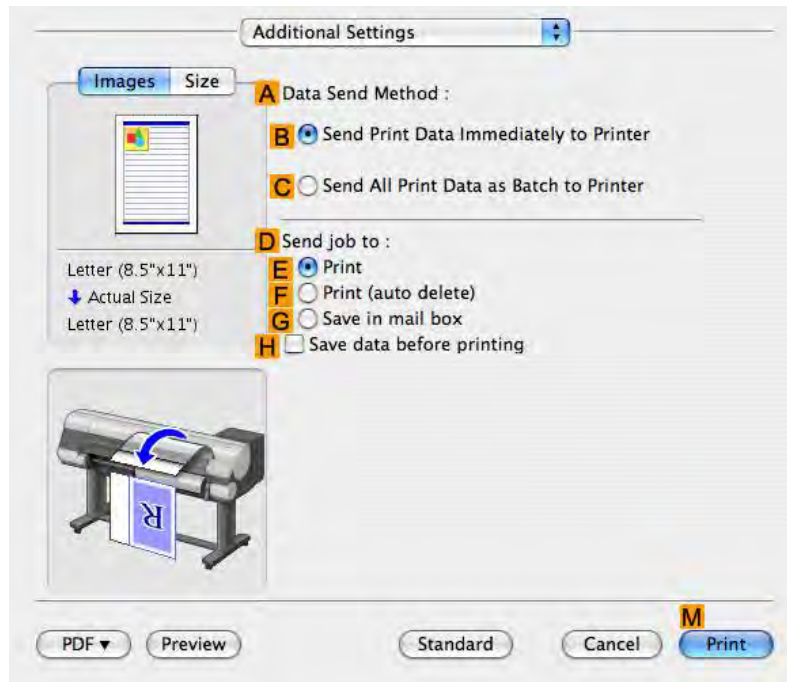 Additional Settings
Images Size
A Data Send Method :
B Send Print Data Immediately to Printer
C Send All Print Data as Batch to Printer
D Send job to :
Letter (8.5"x11")
E Print
Actual Size
F Print (auto delete)
Letter (8.5"x11")
G Save in mail box
H Save data before printing
R
M
PDF Preview Standard Cancel Print